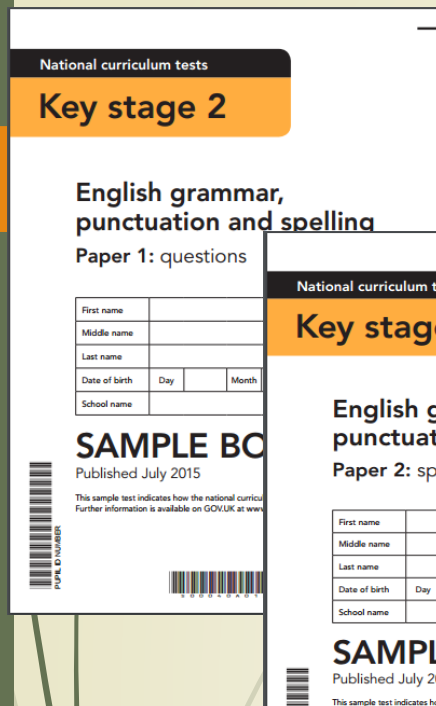 National curriculum tests
Key stage 2
English grammar,
punctuation and spelling
Paper 1: questions
First name
Middle name
Last name
Date of birth Day Month
School name
SAMPLE BO
Published July 2015
This sample test indicates how the national curricu
Further information is available on GOV.UK at www
PUPIL ID NUMBER
National curriculum t
Key stage
English g
punctuat
Paper 2: sp
First name
Middle name
Last name
Date of birth Day
School name
SAMPL
Published July 20
This sample test indicates ho